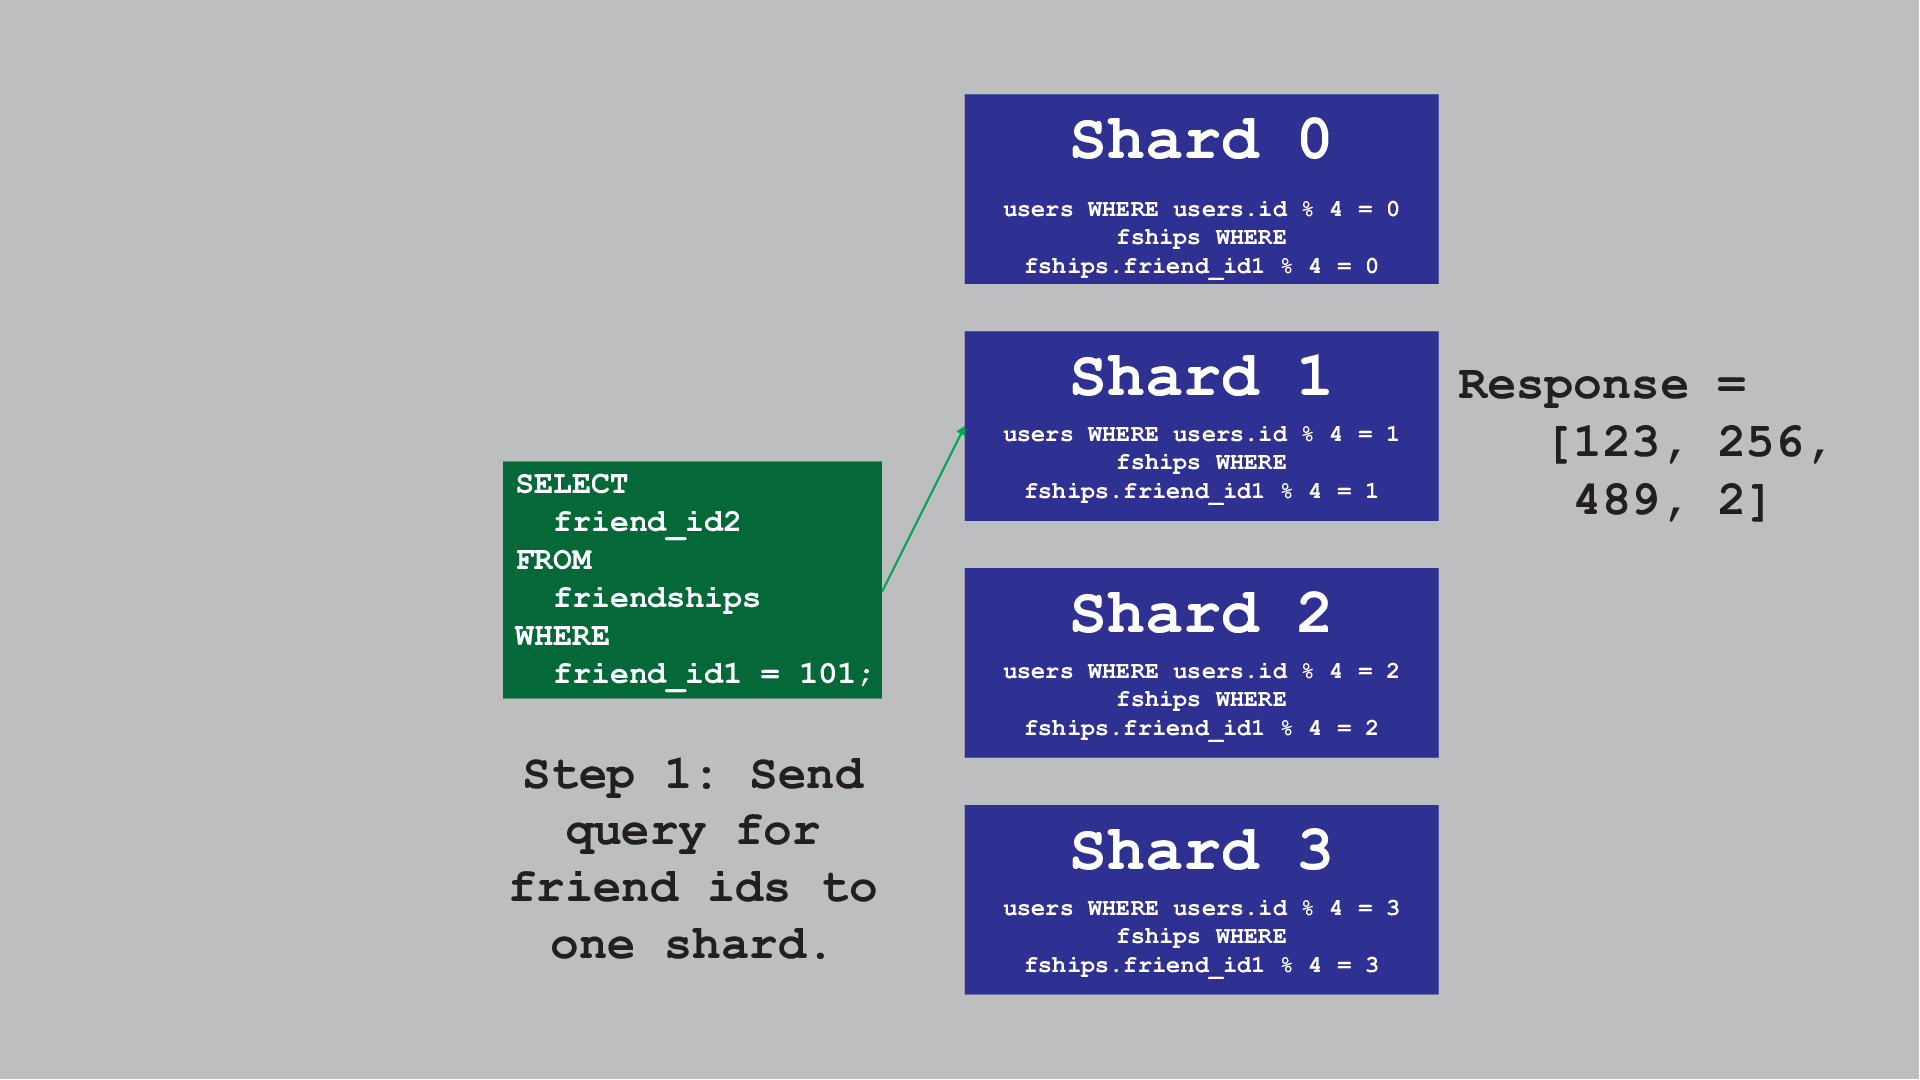 Shard 0
users WHERE users.id % 4 = 0
fships WHERE
fships.friend_id1 % 4 = 0
Shard 1
users WHERE users.id % 4 = 1
fships WHERE
fships.friend_id1 % 4 = 1
Response =
[123, 256,
489, 2]
SELECT
friend_id2
FROM
friendships
WHERE
friend_id1 = 101;
Shard 2
users WHERE users.id % 4 = 2
fships WHERE
fships.friend_id1 % 4 = 2
Step 1: Send
query for
friend ids to
one shard.
Shard 3
users WHERE users.id % 4 = 3
fships WHERE
fships.friend_id1 % 4 = 3